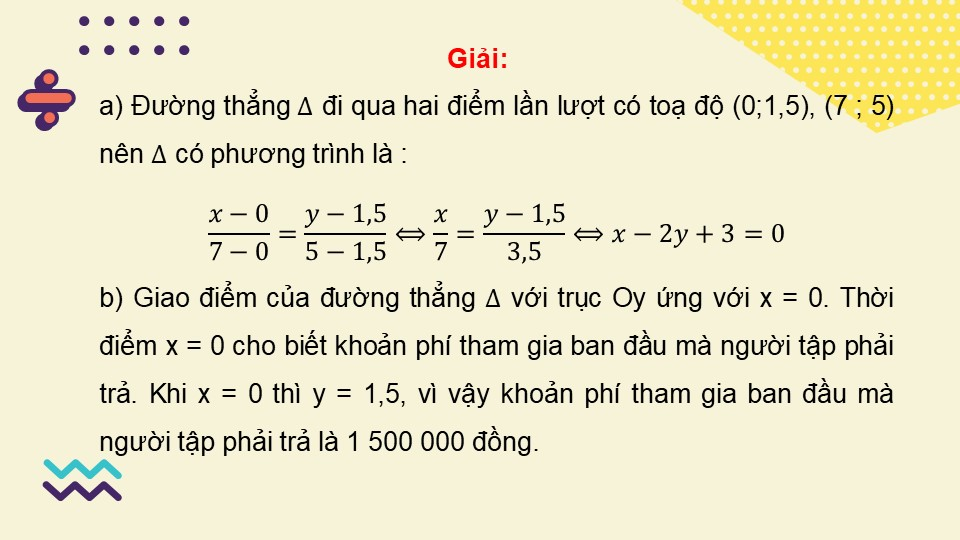 Giải:
a) Đường thẳng Δ đi qua hai điểm lần lượt có toạ độ (0;1,5), (7 ; 5)
nên Δ có phương trình là :
\frac{x − 0}{7 − 0} = \frac{y − 1,5}{5 − 1,5} ⟺ \frac{x}{7} = \frac{y − 1,5}{3,5} ⟺ x − 2y + 3 = 0
b) Giao điểm của đường thẳng Δ với trục Oy ứng với x = 0. Thời
điểm x = 0 cho biết khoản phí tham gia ban đầu mà người tập phải
trả. Khi x = 0 thì y = 1,5, vì vậy khoản phí tham gia ban đầu mà
người tập phải trả là 1 500 000 đồng.